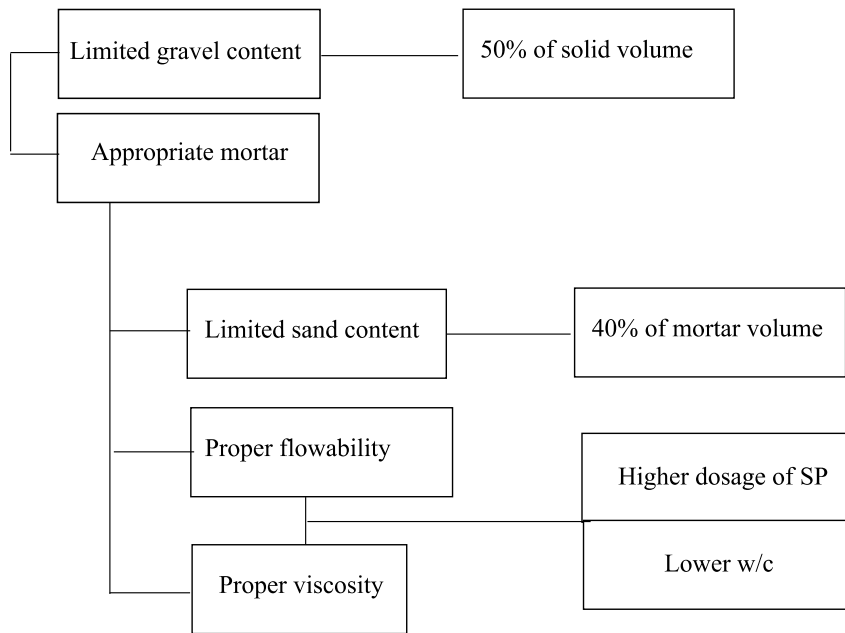 Limited gravel content
50% of solid volume
Appropriate mortar
Limited sand content
40% of mortar volume
Proper flowability
Higher dosage of SP
Lower w/c
Proper viscosity